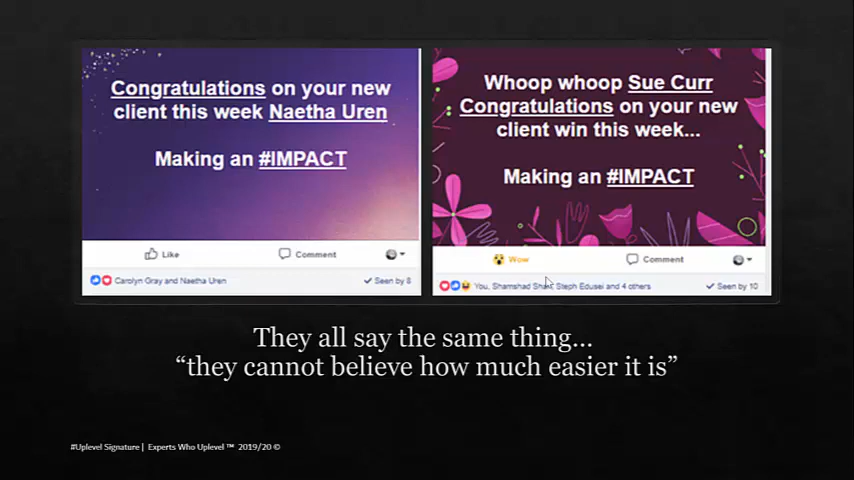 Congratulations on your new
client this week Naetha Uren
Making an #IMPACT
Like
Comment
Carolyn Gray and Naetha Uren
Seen by 8
Whoop whoop Sue Curr
Congratulations on your new
client win this week...
Making an #IMPACT
Wow
Comment
You, Shamshad Steph Edusei and 4 others
Seen by 10
They all say the same thing...
“they cannot believe how much easier it is”
#Uplevel Signature | Experts Who Uplevel ™ 2019/20 ©